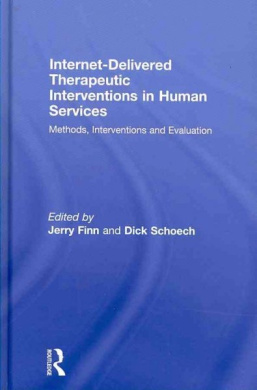 Internet-Delivered
Therapeutic
Interventions in Human
Services
Methods, Interventions and Evaluation
Edited by
Jerry Finn and Dick Schoech
ROUTLEDGE